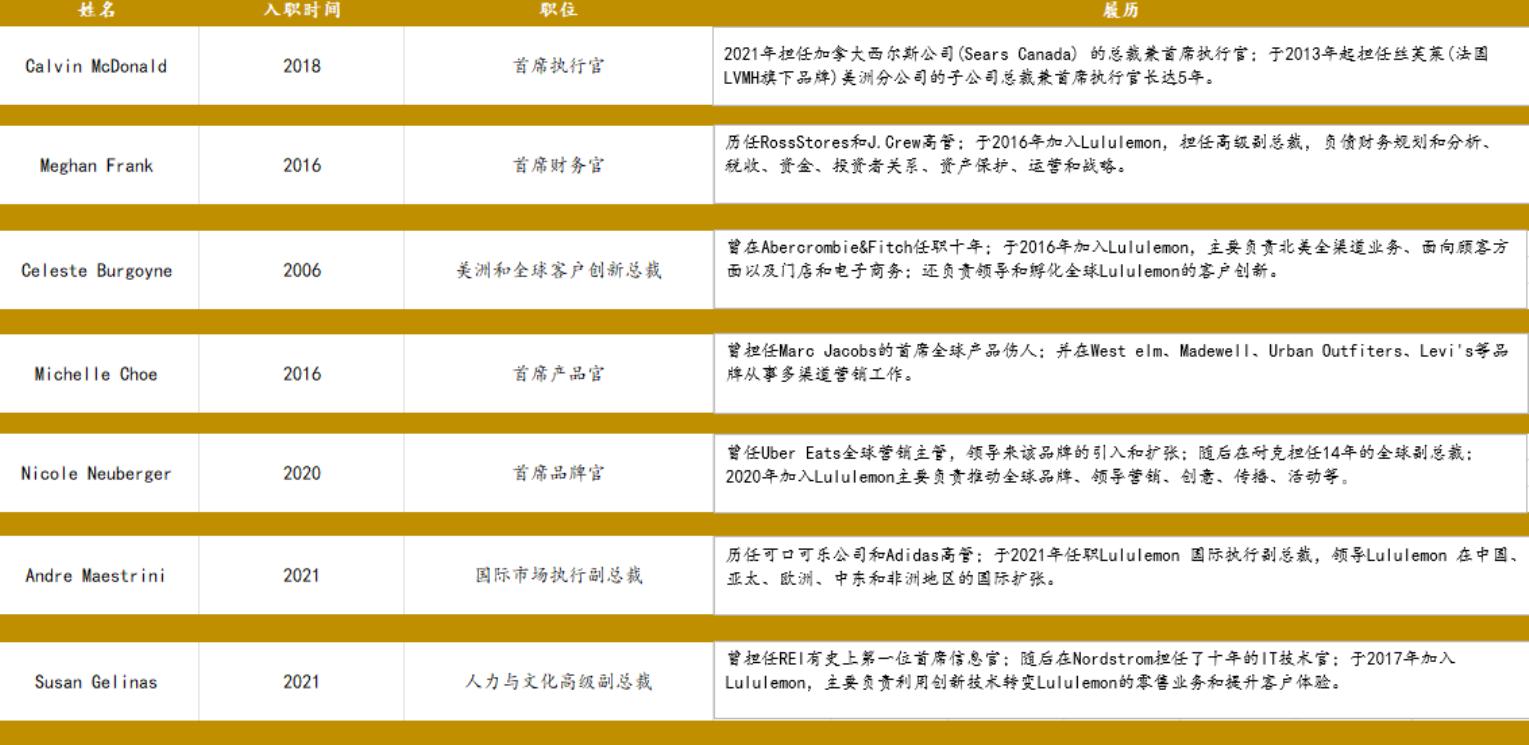 姓名 入职时间 职位 履历
Calvin McDonald 2018 首席执行官
2021年担任加拿大西尔斯公司(Sears Canada) 的总裁兼首席执行官；于2013年起担任丝芙莱(法国
LVMH旗下品牌)美洲分公司的子公司总裁兼首席执行官长达5年。
Meghan Frank 2016 首席财务官
历任RossStores和J.Crew高管；于2016年加入Lululemon，担任高级副总裁，负债财务规划和分析、
税收、资金、投资者关系、资产保护、运营和战略。
Celeste Burgoyne 2006 美洲和全球客户创新总裁
曾在Abercrombie&Fitch任职十年；于2016年加入Lululemon，主要负责北美全渠道业务、面向顾客方
面以及门店和电子商务；还负责领导和孵化全球Lululemon的客户创新。
Michelle Choe 2016 首席产品官
曾担任Marc Jacobs的首席全球产品伤人；并在West elm、Madewell、Urban Outfiters、Levi's等品
牌从事多渠道营销工作。
Nicole Neuberger 2020 首席品牌官
曾任Uber Eats全球营销主管，领导来该品牌的引入和扩张；随后在耐克担任14年的全球副总裁；
2020年加入Lululemon主要负责推动全球品牌、领导营销、创意、传播、活动等。
Andre Maestrini 2021 国际市场执行副总裁
历任可口可乐公司和Adidas高管；于2021年任职Lululemon 国际执行副总裁，领导Lululemon 在中国、
亚太、欧洲、中东和非洲地区的国际扩张。
Susan Gelinas 2021 人力与文化高级副总裁
曾担任REI有史上第一位首席信息官；随后在Nordstrom担任了十年的IT技术官；于2017年加入
Lululemon，主要负责利用创新技术转变Lululemon的零售业务和提升客户体验。